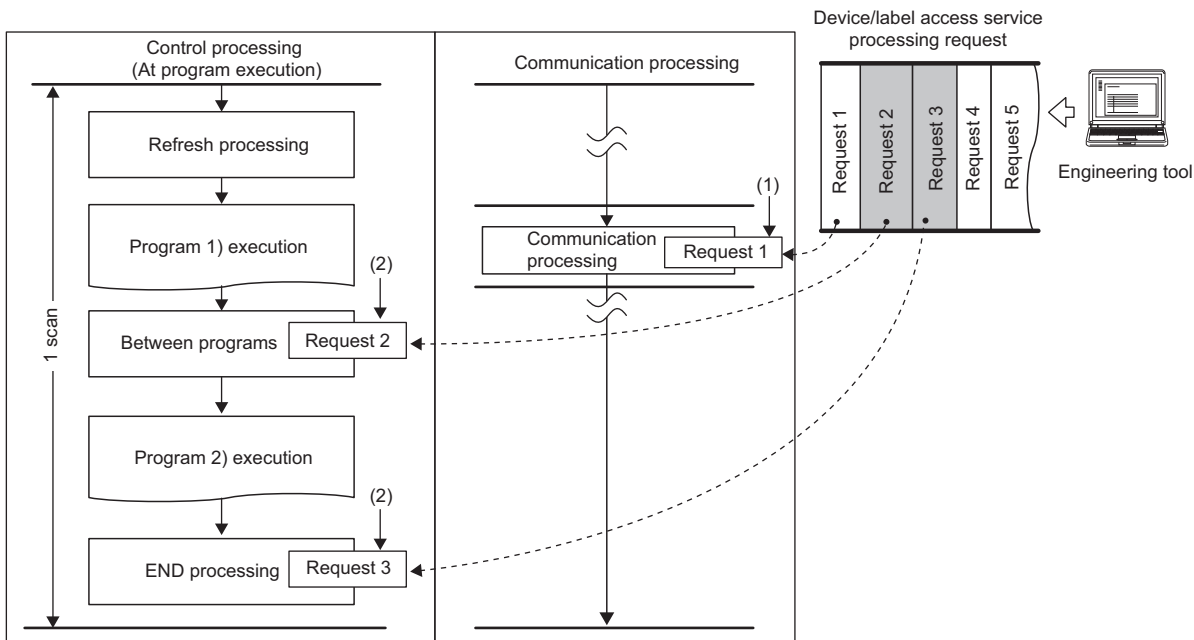 Control processing
(At program execution)
Communication processing
Device/label access service
processing request
Request 1
Request 2
Request 3
Request 4
Request 5
Engineering tool
Refresh processing
Program 1) execution
Between programs
Request 2
(2)
Program 2) execution
END processing
Request 3
(2)
1 scan
Communication
processing
Request 1
(1)